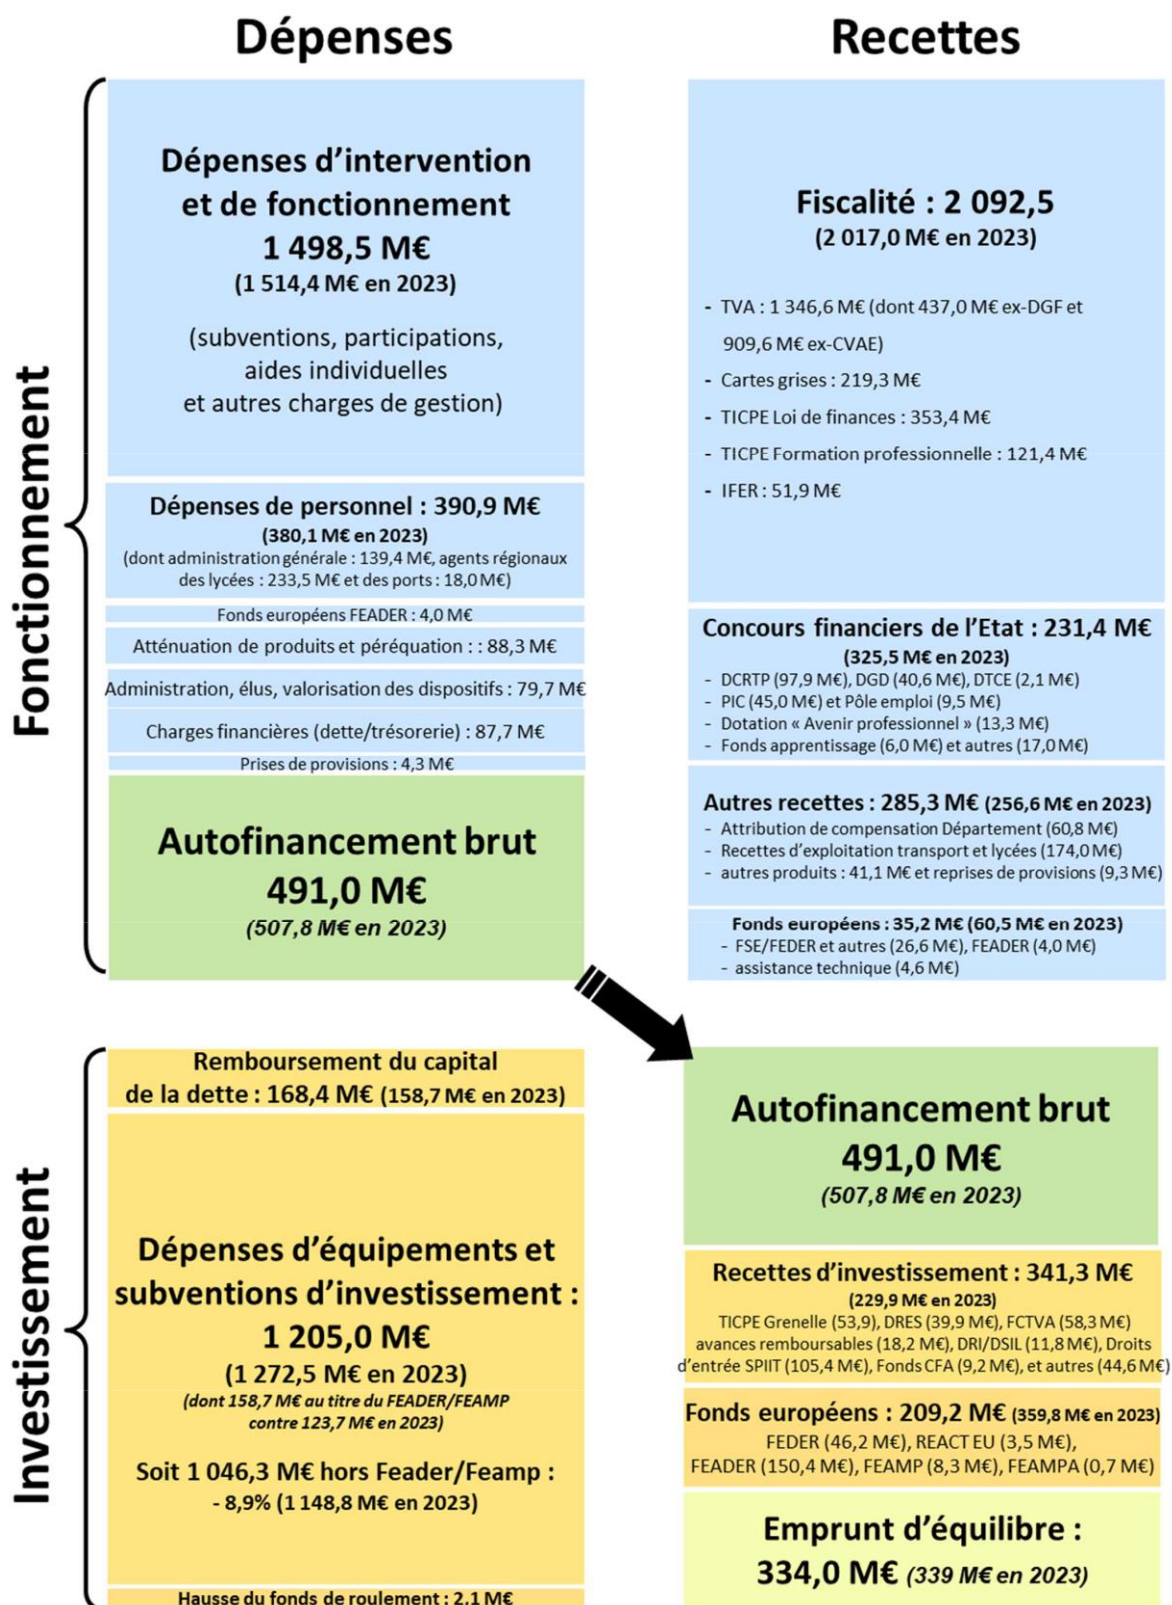 Dépenses
Recettes
Fonctionnement
Dépenses d’intervention
et de fonctionnement
1 498,5 M€
(1 514,4 M€ en 2023)
(subventions, participations,
aides individuelles
et autres charges de gestion)
Dépenses de personnel : 390,9 M€
(380,1 M€ en 2023)
(dont administration générale : 139,4 M€, agents régionaux
des lycées : 233,5 M€ et des ports : 18,0 M€)
Fonds européens FEADER : 4,0 M€
Atténuation de produits et péréquation : : 88,3 M€
Administration, élus, valorisation des dispositifs : 79,7 M€
Charges financières (dette/trésorerie) : 87,7 M€
Prises de provisions : 4,3 M€
Autofinancement brut
491,0 M€
(507,8 M€ en 2023)
Fiscalité : 2 092,5
(2 017,0 M€ en 2023)
- TVA : 1 346,6 M€ (dont 437,0 M€ ex-DGF et
909,6 M€ ex-CVAE)
- Cartes grises : 219,3 M€
- TICPE Loi de finances : 353,4 M€
- TICPE Formation professionnelle : 121,4 M€
- IFER : 51,9 M€
Concours financiers de l’Etat : 231,4 M€
(325,5 M€ en 2023)
- DCRTP (97,9 M€), DGD (40,6 M€), DTCE (2,1 M€)
- PIC (45,0 M€) et Pôle emploi (9,5 M€)
- Dotation « Avenir professionnel » (13,3 M€)
- Fonds apprentissage (6,0 M€) et autres (17,0 M€)
Autres recettes : 285,3 M€ (256,6 M€ en 2023)
- Attribution de compensation Département (60,8 M€)
- Recettes d’exploitation transport et lycées (174,0 M€)
- autres produits : 41,1 M€ et reprises de provisions (9,3 M€)
Fonds européens : 35,2 M€ (60,5 M€ en 2023)
- FSE/FEDER et autres (26,6 M€), FEADER (4,0 M€)
- assistance technique (4,6 M€)
Investissement
Remboursement du capital
de la dette : 168,4 M€ (158,7 M€ en 2023)
Dépenses d’équipements et
subventions d’investissement :
1 205,0 M€
(1 272,5 M€ en 2023)
(dont 158,7 M€ au titre du FEADER/FEAMP
contre 123,7 M€ en 2023)
Soit 1 046,3 M€ hors Feader/Feamp :
- 8,9% (1 148,8 M€ en 2023)
Hausse du fonds de roulement : 2,1 M€
Autofinancement brut
491,0 M€
(507,8 M€ en 2023)
Recettes d’investissement : 341,3 M€
(229,9 M€ en 2023)
TICPE Grenelle (53,9), DRES (39,9 M€), FCTVA (58,3 M€)
avances remboursables (18,2 M€), DRI/DSIL (11,8 M€), Droits
d’entrée SPIIT (105,4 M€), Fonds CFA (9,2 M€), et autres (44,6 M€)
Fonds européens : 209,2 M€ (359,8 M€ en 2023)
FEDER (46,2 M€), REACT EU (3,5 M€),
FEADER (150,4 M€), FEAMP (8,3 M€), FEAMPA (0,7 M€)
Emprunt d’équilibre :
334,0 M€ (339 M€ en 2023)